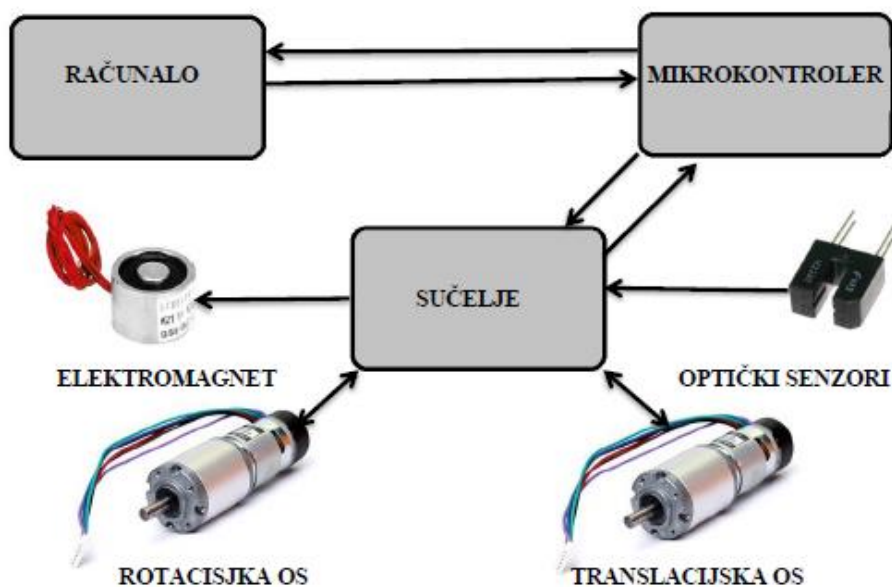 RAČUNALO
MIKROKONTROLER
SUČELJE
ELEKTROMAGNET
OPTIČKI SENZORI
ROTACISJKA OS
TRANSLACIJSKA OS